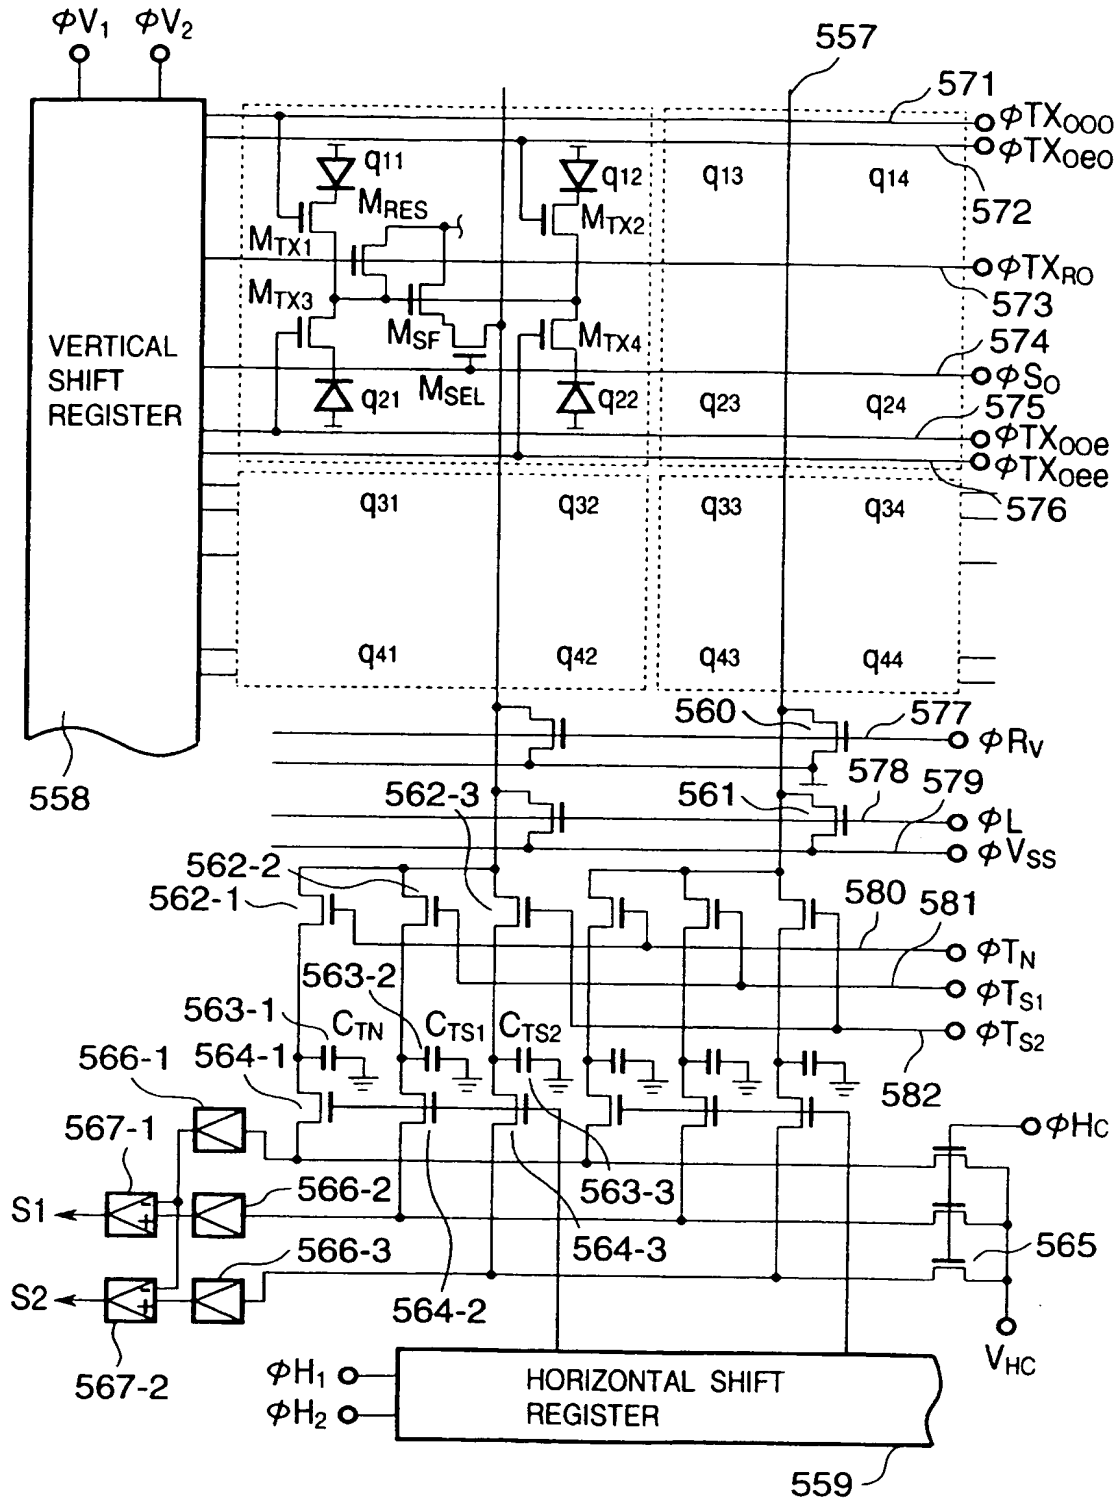 ϕV1 ϕV2
557
571
ϕTXOOO
ϕTXOeO
572
q11 q12 q13 q14
MRES
MTX1 MTX2
ϕTXRO
573
MTX3
MSF MTX4
VERTICAL
SHIFT
REGISTER
574
ϕSO
MSEL
q21 q22 q23 q24
575
ϕTXOOe
ϕTXOee
576
q31 q32 q33 q34
q41 q42 q43 q44
560 577
ϕRV
558
562-3 561 578 579
ϕL
ϕVSS
562-2
562-1
580 581
ϕTN
563-2
ϕTS1
563-1 CTN CTS1 CTS2
ϕTS2
566-1 564-1
582
567-1
ϕHC
S1
566-2 563-3
566-3 564-3 565
S2
564-2
567-2
VHC
ϕH1
ϕH2
HORIZONTAL SHIFT
REGISTER
559
- + - +